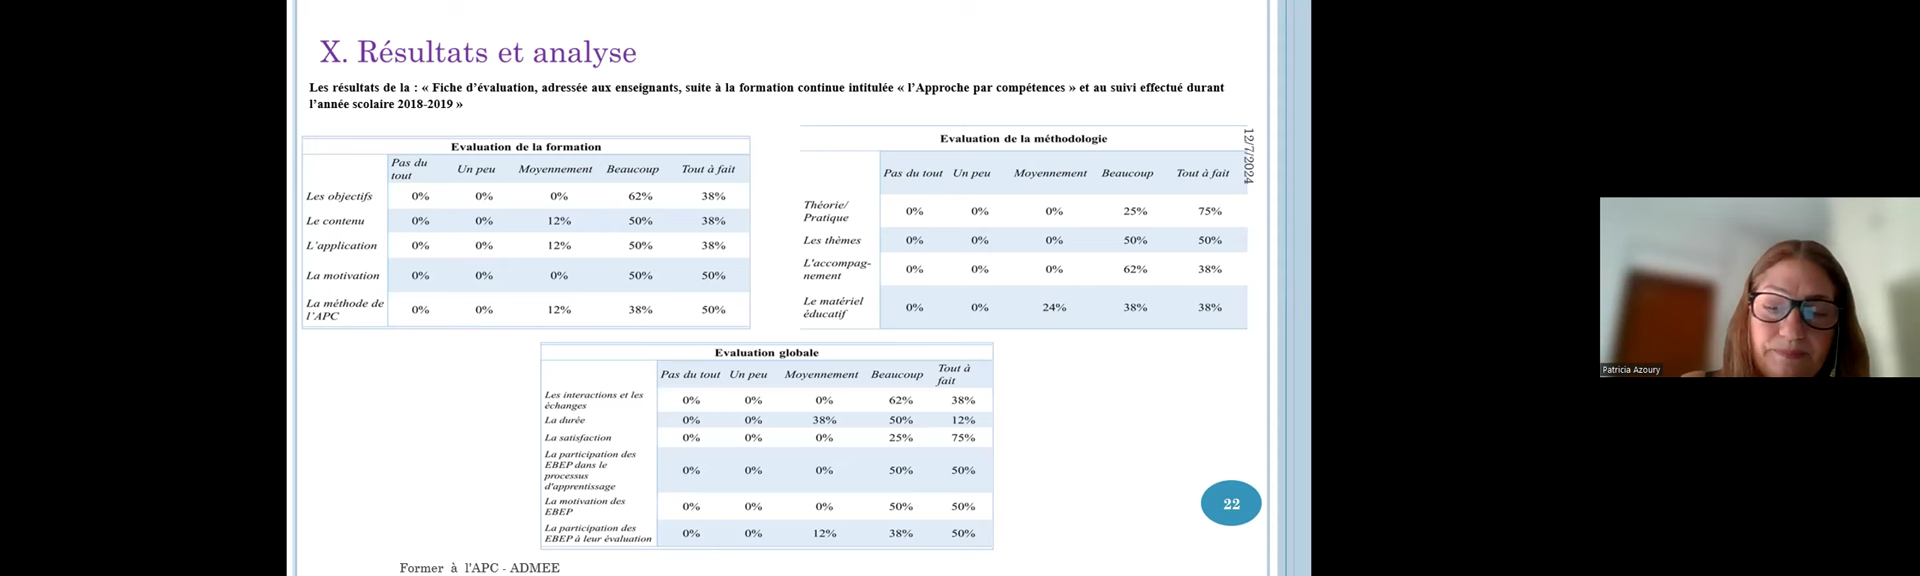 X. Résultats et analyse
Les résultats de la : « Fiche d’évaluation, adressée aux enseignants, suite à la formation continue intitulée « l’Approche par compétences » et au suivi effectué durant
l’année scolaire 2018-2019 »
Evaluation de la formation
Pas du tout Un peu Moyennement Beaucoup Tout à fait
Les objectifs 0% 0% 0% 62% 38%
Le contenu 0% 0% 12% 50% 38%
L’application 0% 0% 12% 50% 38%
La motivation 0% 0% 0% 50% 50%
La méthode de l’APC 0% 0% 12% 38% 50%
Evaluation de la méthodologie
Pas du tout Un peu Moyennement Beaucoup Tout à fait
Théorie/ Pratique 0% 0% 0% 25% 75%
Les thèmes 0% 0% 0% 50% 50%
L'accompag- nement 0% 0% 0% 62% 38%
Le matériel éducatif 0% 0% 24% 38% 38%
12/7/2024
Evaluation globale
Pas du tout Un peu Moyennement Beaucoup Tout à fait
Les interactions et les échanges 0% 0% 0% 62% 38%
La durée 0% 0% 38% 50% 12%
La satisfaction 0% 0% 0% 25% 75%
La participation des EBEP dans le processus d'apprentissage 0% 0% 0% 50% 50%
La motivation des EBEP 0% 0% 0% 50% 50%
La participation des EBEP à leur évaluation 0% 0% 12% 38% 50%
22
Former à l'APC - ADMEE
Patricia Azoury